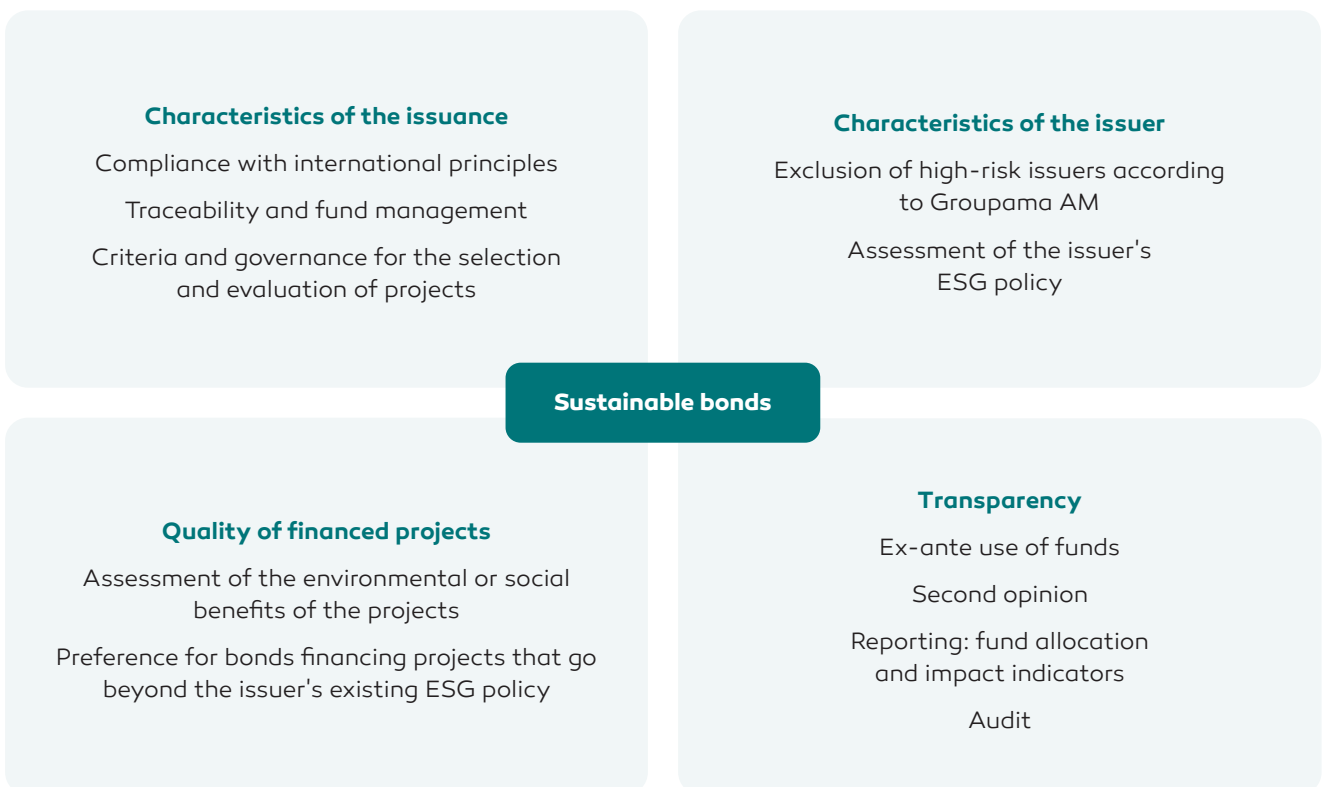 Characteristics of the issuance
Compliance with international principles
Traceability and fund management
Criteria and governance for the selection
and evaluation of projects
Characteristics of the issuer
Exclusion of high-risk issuers according
to Groupama AM
Assessment of the issuer's
ESG policy
Sustainable bonds
Quality of financed projects
Assessment of the environmental or social
benefits of the projects
Preference for bonds financing projects that go
beyond the issuer's existing ESG policy
Transparency
Ex-ante use of funds
Second opinion
Reporting: fund allocation
and impact indicators
Audit